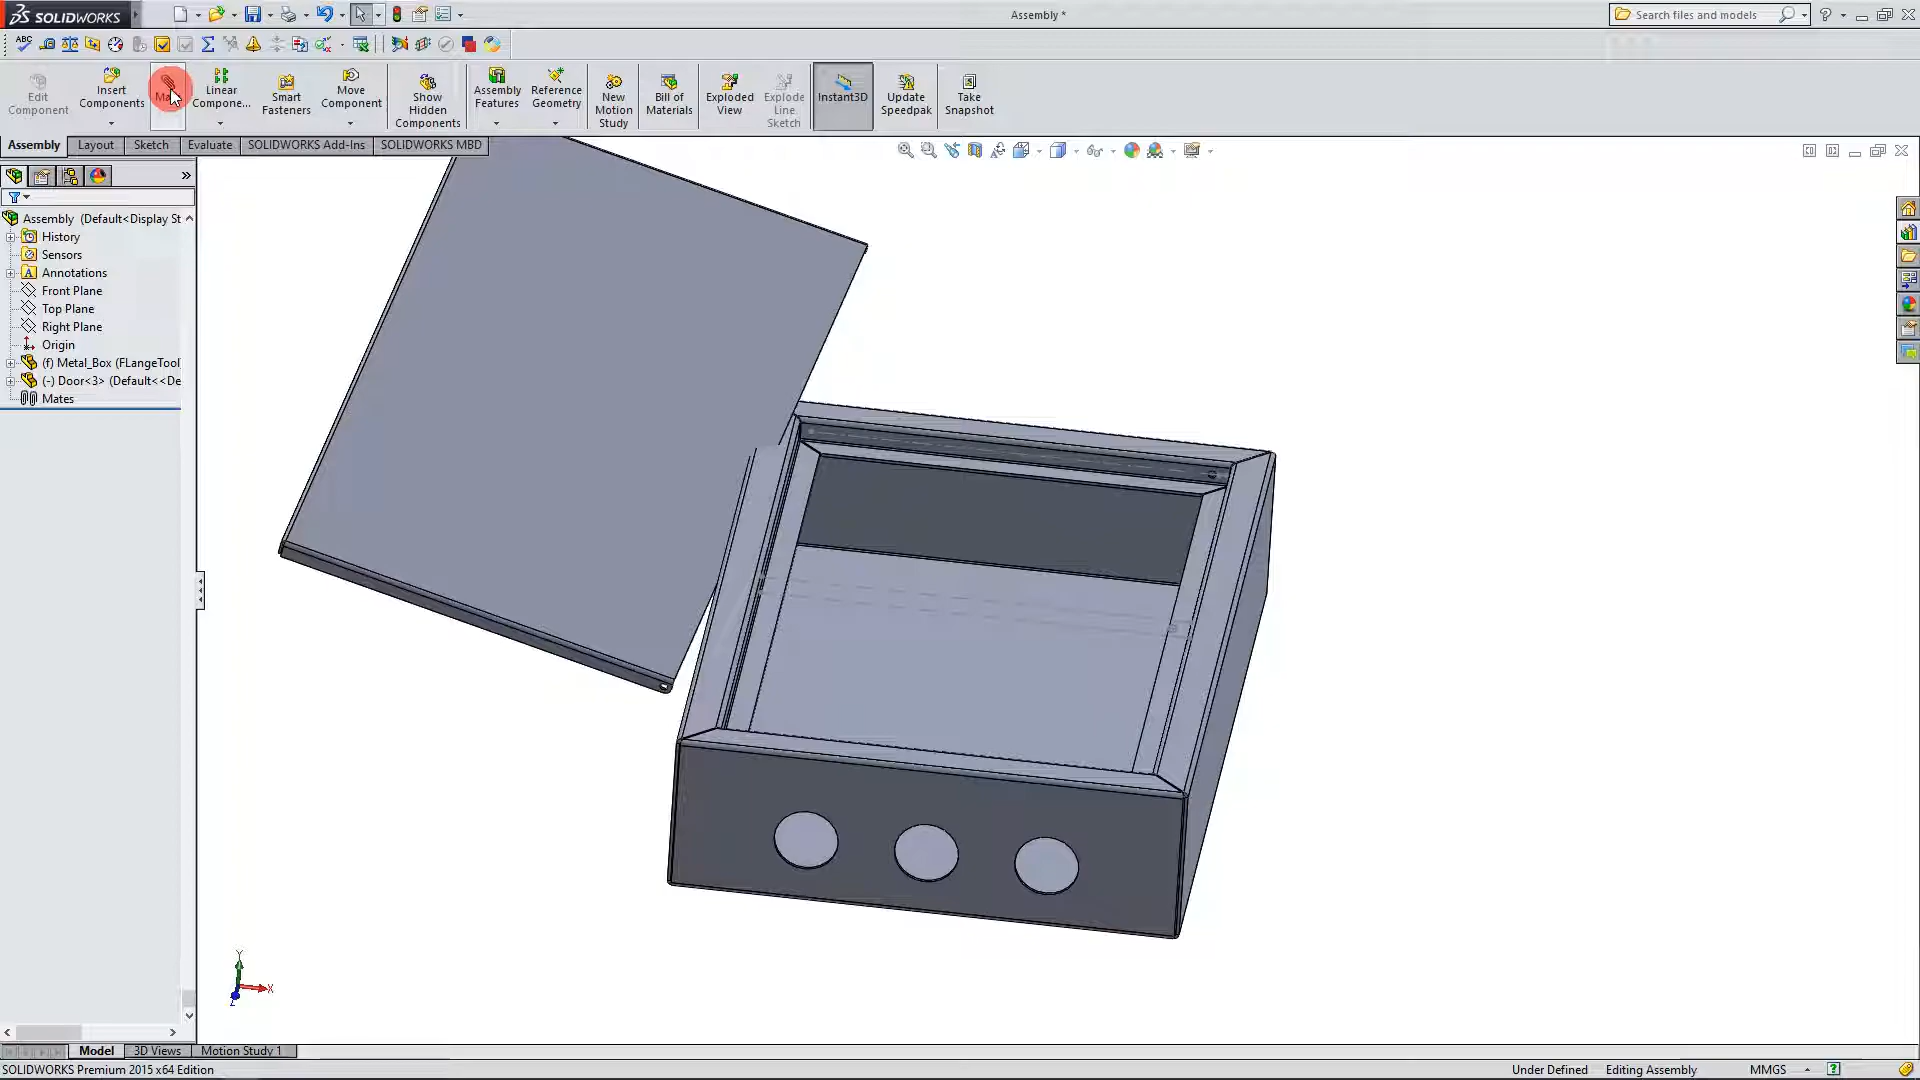 SOLIDWORKS
Assembly *
Search files and models
ABC
Edit Component
Insert Components
Linear Compone...
Smart Fasteners
Move Component
Show Hidden Components
Assembly Features
Reference Geometry
New Motion Study
Bill of Materials
Exploded View
Explode Line Sketch
Instant3D
Update Speedpak
Take Snapshot
Assembly Layout Sketch Evaluate SOLIDWORKS Add-Ins SOLIDWORKS MBD
Assembly (Default<Display St
History
Sensors
Annotations
Front Plane
Top Plane
Right Plane
Origin
(f) Metal_Box (FLangeTool
(-) Door<3> (Default<<De
Mates
Y
X
Z
Model 3D Views Motion Study 1
SOLIDWORKS Premium 2015 x64 Edition
Under Defined Editing Assembly MMGS